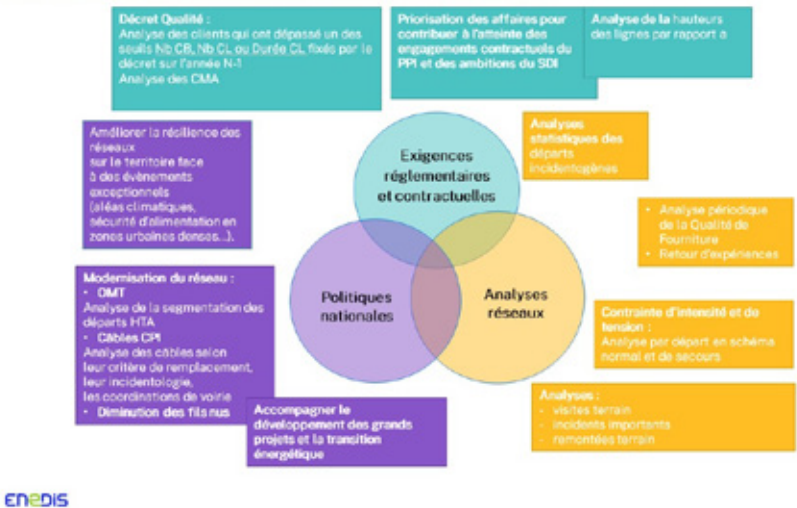 Décret Qualité :
Analyse des clients qui ont dépassé un des
seuils Nb CB, Nb CL ou Durée CL fixés par le
décret sur l'année N-1
Analyse des CMA
Priorisation des affaires pour
contribuer à l'atteinte des
engagements contractuels du
PPI et des ambitions du SDI
Analyse de la hauteurs
des lignes par rapport a
Améliorer la résilience des
réseaux
sur le territoire face
à des évènements
exceptionnels
(aléas climatiques,
sécurité d'alimentation en
zones urbaines denses...),
Exigences
réglementaires
et contractuelles
Analyses
statistiques des
départs
incidentogènes
• Analyse périodique
de la Qualité de
Fourniture
• Retour d'expériences
Modernisation du réseau :
• OMT
Analyse de la segmentation des
départs HTA
• Câbles CPI
Analyse des câbles selon
leur critère de remplacement,
leur incidentologie,
les coordinations de voirie
• Diminution des fils nus
Politiques
nationales
Analyses
réseaux
Contrainte d'intensité et de
tension :
Analyse par départ en schéma
normal et de secours
Accompagner le
développement des grands
projets et la transition
énergétique
Analyses :
- visites terrain
- incidents importants
- remontées terrain
ENEDIS